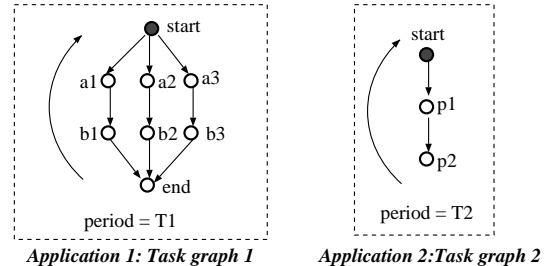 start
a1 a2 a3
b1 b2 b3
end
period = T1
Application 1: Task graph 1
start
p1
p2
period = T2
Application 2:Task graph 2